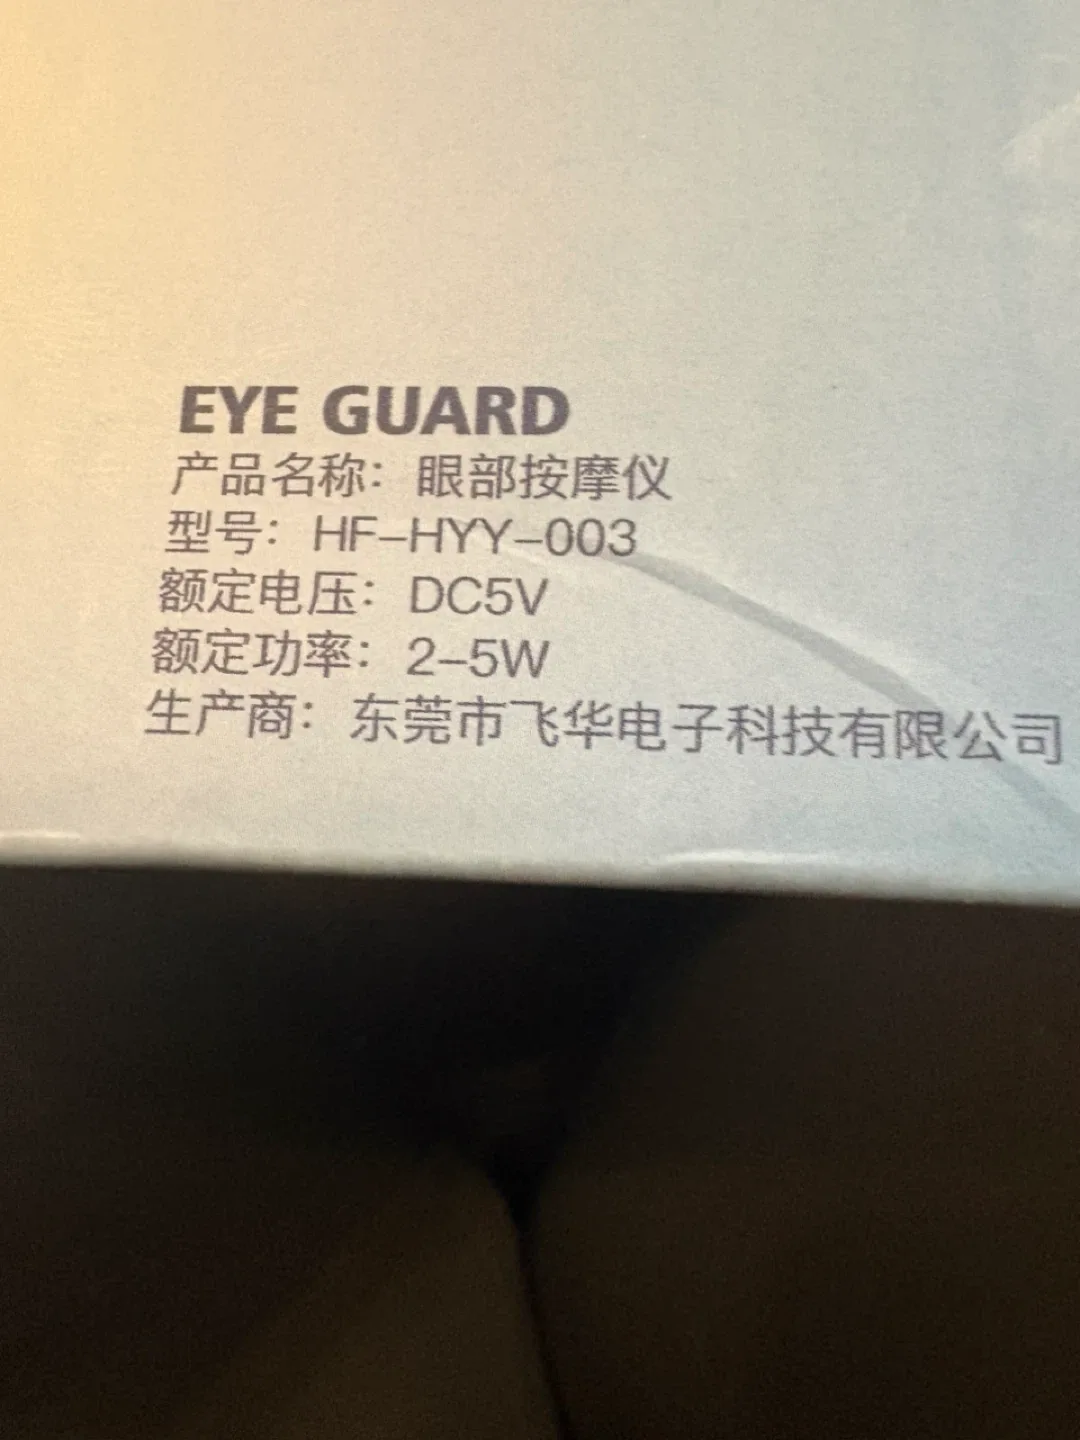 EYE GUARD
产品名称：眼部按摩仪
型号：HF-HYY-003
额定电压：DC5V
额定功率：2-5W
生产商：东莞市飞华电子科技有限公司